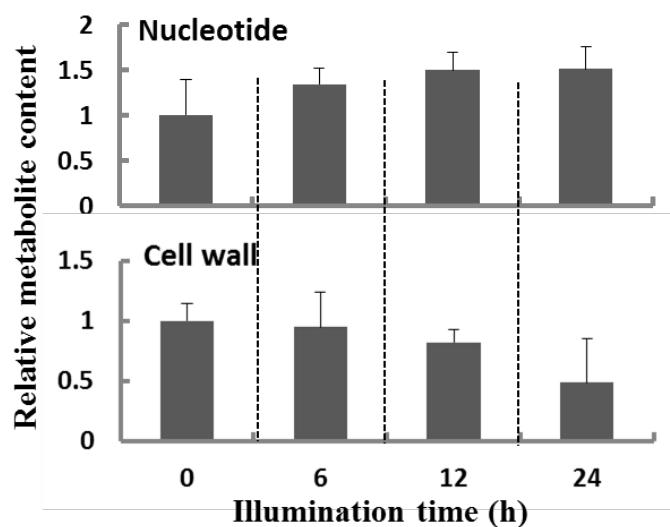 Relative metabolite content
Nucleotide
2
1.5
1
0.5
0
Cell wall
1.5
1
0.5
0
0 6 12 24
Illumination time (h)